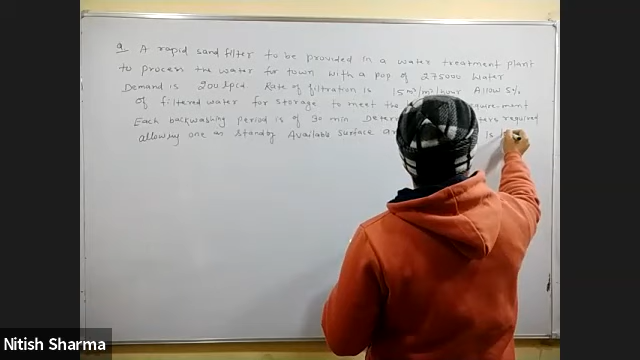 Q A rapid sand filter to be provided in a water treatment plant
to process the water for town with a pop of 275000 Water
Demand is 200 lpcd. Rate of filtration is 15 m³/m²/hour Allow 5%
of filtered water for storage to meet the
Each backwashing period is of 30 min required
allowing one as standby Available surface is
Nitish Sharma